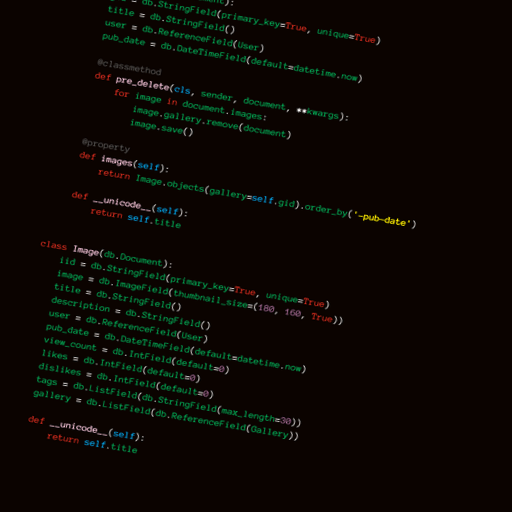 = db.StringField(primary_key=True, unique=True)
title = db.StringField()
user = db.ReferenceField(User)
pub_date = db.DateTimeField(default=datetime.now)
@classmethod
def pre_delete(cls, sender, document, **kwargs):
for image in document.images:
image.gallery.remove(document)
image.save()
@property
def images(self):
return Image.objects(gallery=self.gid).order_by('-pub-date')
def __unicode__(self):
return self.title
class Image(db.Document):
iid = db.StringField(primary_key=True, unique=True)
image = db.ImageField(thumbnail_size=(180, 160, True))
title = db.StringField()
description = db.StringField()
user = db.ReferenceField(User)
pub_date = db.DateTimeField(default=datetime.now)
view_count = db.IntField(default=0)
likes = db.IntField(default=0)
dislikes = db.IntField(default=0)
tags = db.ListField(db.StringField(max_length=30))
gallery = db.ListField(db.ReferenceField(Gallery))
def __unicode__(self):
return self.title